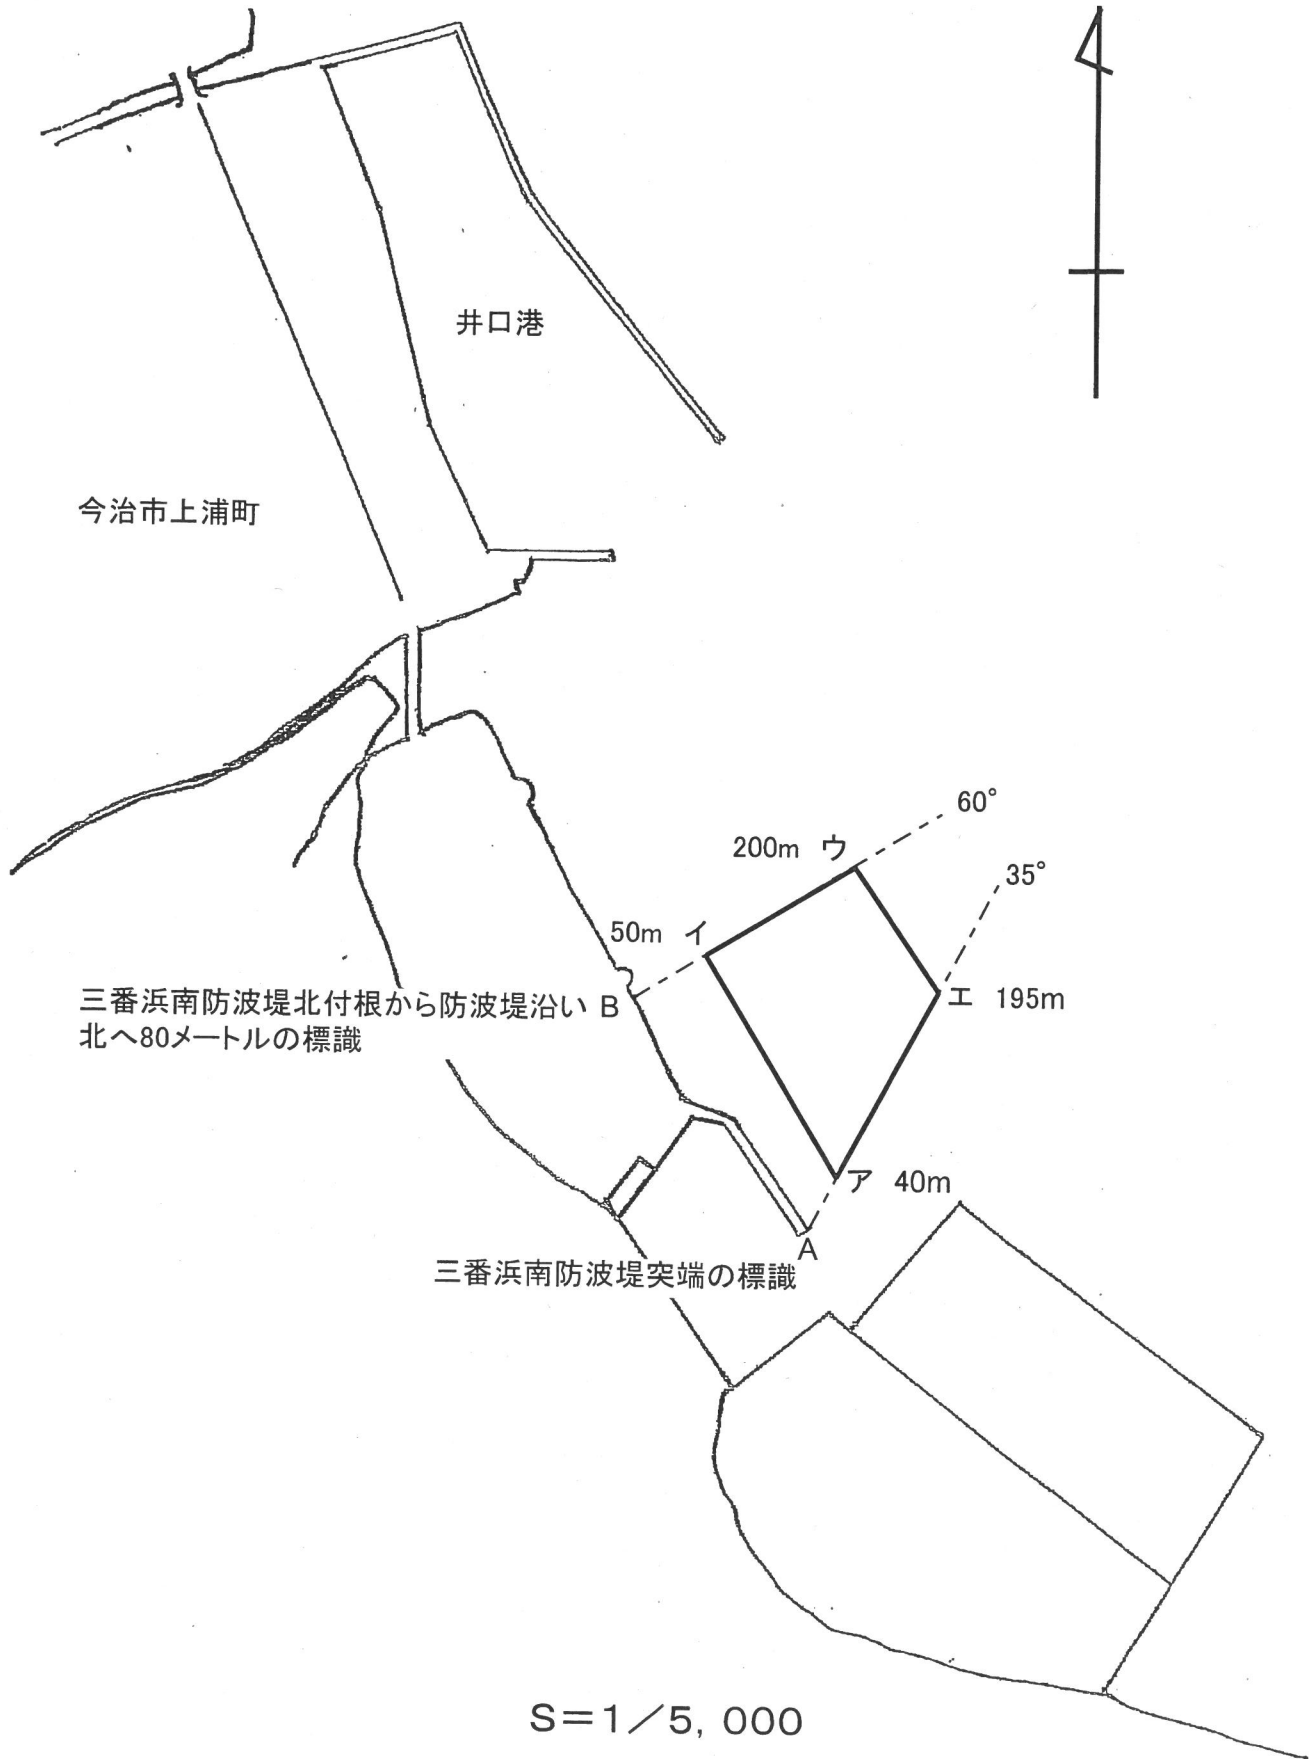 井口港
今治市上浦町
60°
200m ウ
35°
50m イ
エ 195m
三番浜南防波堤北付根から防波堤沿い B
北へ80メートルの標識
ア 40m
A
三番浜南防波堤突端の標識
S=1/5,000